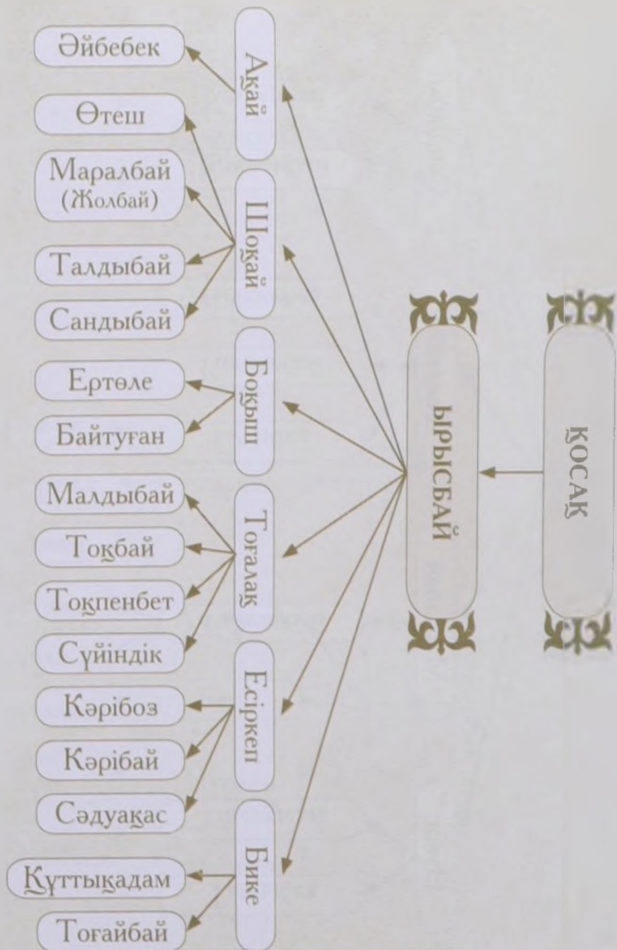 ҚОСАҚ
ЫРЫСБАЙ
Ақай
Шоқай
Боқыш
Тоғалақ
Есіркеп
Бике
Әйбебек
Өтеш
Маралбай
(Жолбай)
Талдыбай
Сандыбай
Ертөле
Байтуған
Малдыбай
Тоқбай
Тоқпенбет
Сүйіндік
Кәрібоз
Кәрібай
Сәдуақас
Құттықадам
Тоғайбай